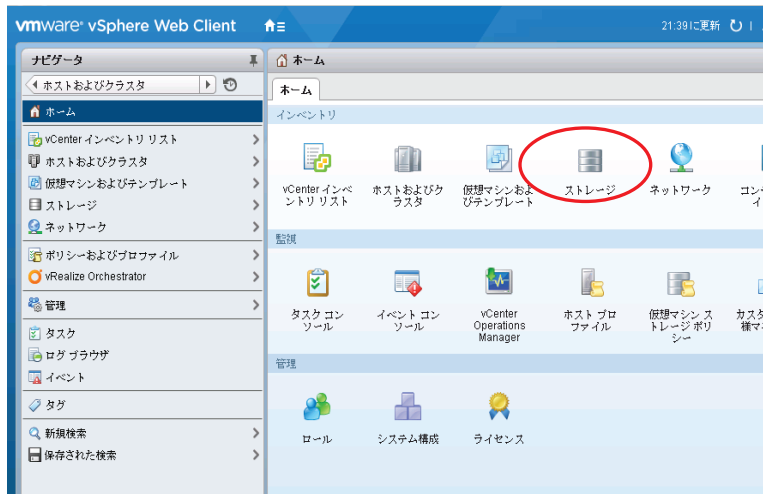 vmware® vSphere Web Client
21:39に更新
ナビゲータ
ホストおよびクラスタ
ホーム
vCenter インベントリ リスト
ホストおよびクラスタ
仮想マシンおよびテンプレート
ストレージ
ネットワーク
ポリシーおよびプロファイル
vRealize Orchestrator
管理
タスク
ログ ブラウザ
イベント
タグ
新規検索
保存された検索
ホーム
ホーム
インベントリ
vCenter インベ
ントリ リスト
ホストおよびク
ラスタ
仮想マシンおよ
びテンプレート
ストレージ
ネットワーク
監視
タスク コン
ソール
イベント コン
ソール
vCenter
Operations
Manager
ホスト プロ
ファイル
仮想マシン ス
トレージ ポリ
シー
カスタ
様マ
管理
ロール
システム構成
ライセンス